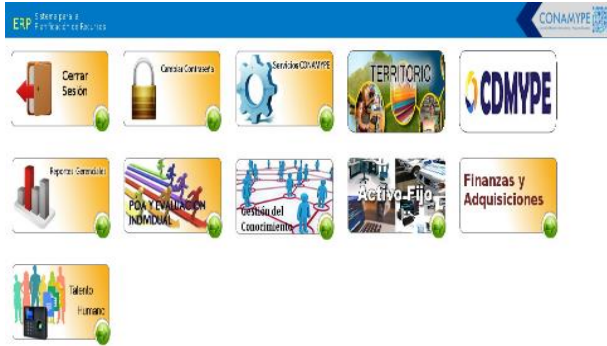 ERP Sistema para la
Planificación de Recursos
CONAMYPE
Cerrar
Sesión
Cambiar Contraseña
Servicios CONAMYPE
TERRITORIO
CDMYPE
Reportes Gerenciales
POA Y EVALUACION
INDIVIDUAL
Gestión del
Conocimiento
Activo Fijo
Finanzas y
Adquisiciones
Talento
Humano